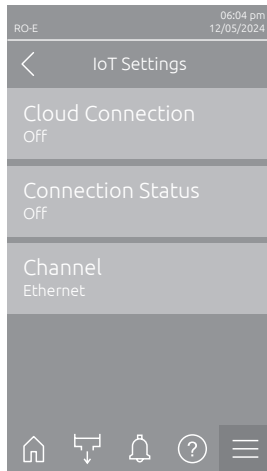 06:04 pm
RO-E 12/05/2024
IoT Settings
Cloud Connection
Off
Connection Status
Off
Channel
Ethernet
?